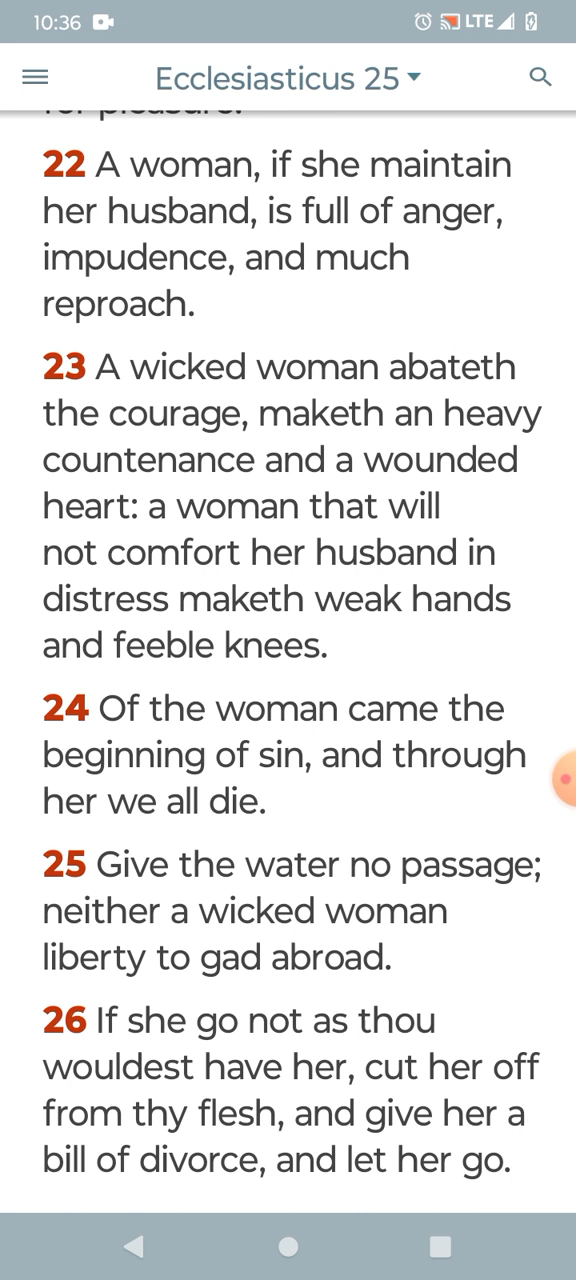 10:36
LTE
Ecclesiasticus 25
for pleasure.
22 A woman, if she maintain
her husband, is full of anger,
impudence, and much
reproach.
23 A wicked woman abateth
the courage, maketh an heavy
countenance and a wounded
heart: a woman that will
not comfort her husband in
distress maketh weak hands
and feeble knees.
24 Of the woman came the
beginning of sin, and through
her we all die.
25 Give the water no passage;
neither a wicked woman
liberty to gad abroad.
26 If she go not as thou
wouldest have her, cut her off
from thy flesh, and give her a
bill of divorce, and let her go.